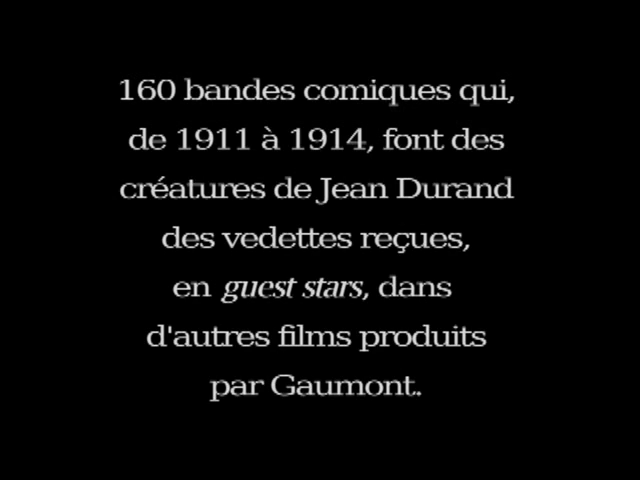 160 bandes comiques qui,
de 1911 à 1914, font des
créatures de Jean Durand
des vedettes reçues,
en guest stars, dans
d'autres films produits
par Gaumont.